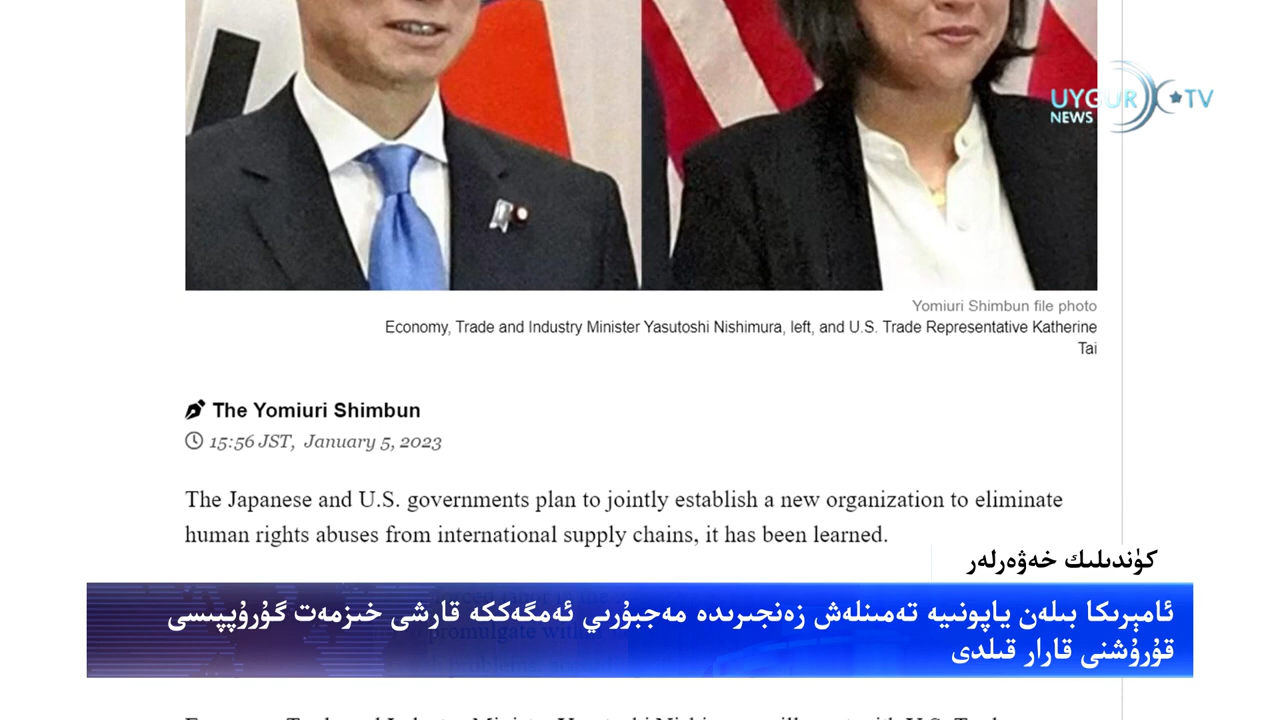 UYGUR TV
NEWS
Yomiuri Shimbun file photo
Economy, Trade and Industry Minister Yasutoshi Nishimura, left, and U.S. Trade Representative Katherine
Tai
The Yomiuri Shimbun
15:56 JST, January 5, 2023
The Japanese and U.S. governments plan to jointly establish a new organization to eliminate
human rights abuses from international supply chains, it has been learned.
كۈندىلىك خەۋەرلەر
ئامېرىكا بىلەن ياپونىيە تەمىنلەش زەنجىرىدە مەجبۇرىي ئەمگەككە قارشى خىزمەت گۇرۇپپىسى
قۇرۇشنى قارار قىلدى
promulgate